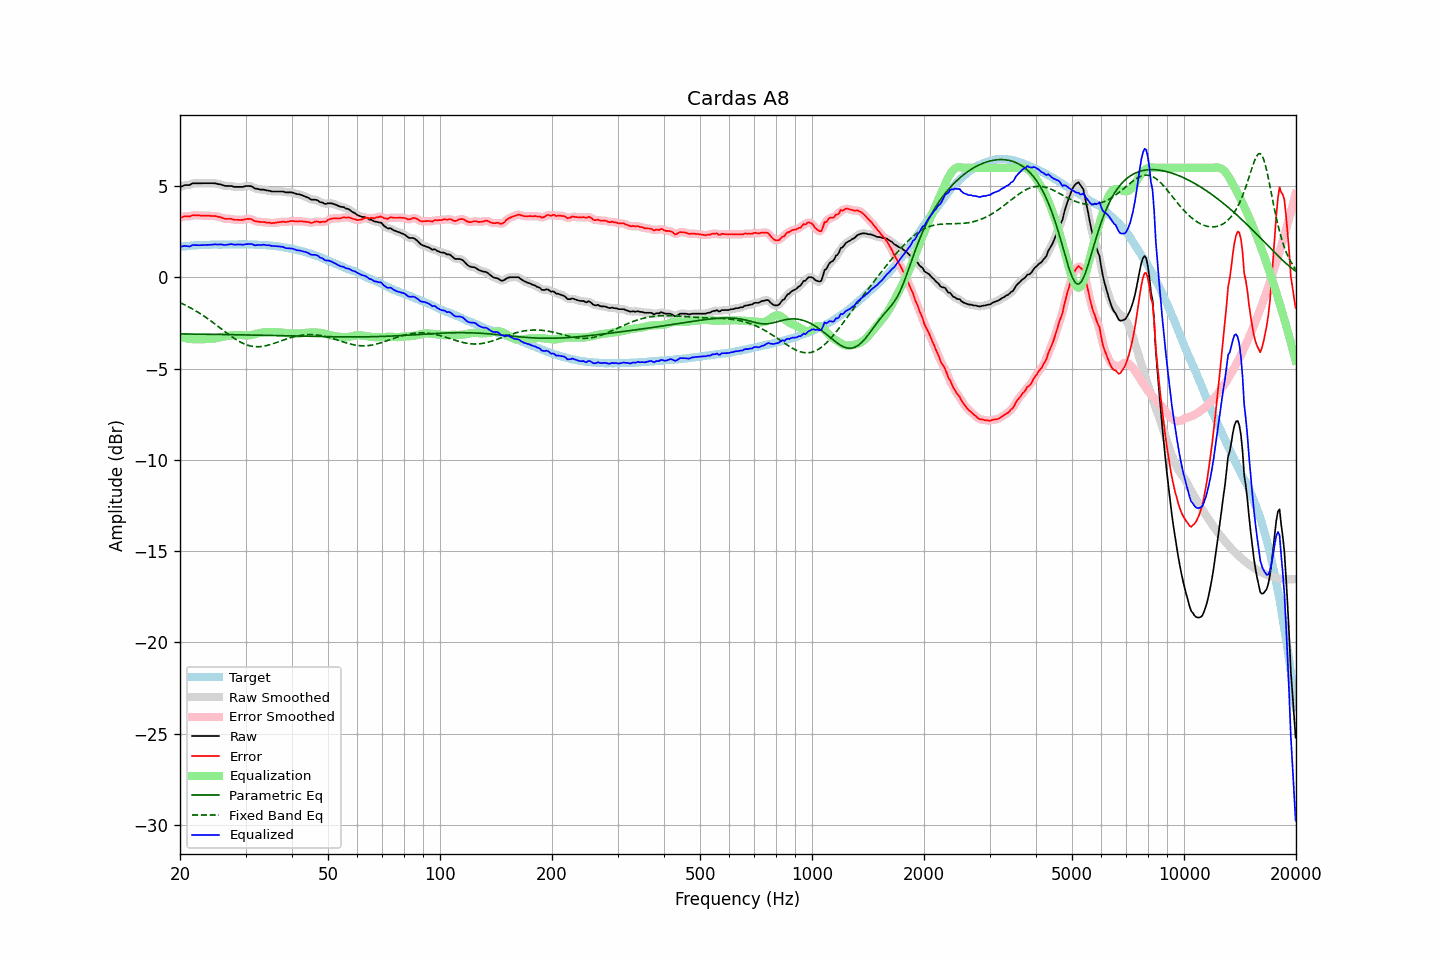 Cardas A8
Amplitude (dBr)
5
0
−5
−10
−15
−20
−25
−30
Target
Raw Smoothed
Error Smoothed
Raw
Error
Equalization
Parametric Eq
Fixed Band Eq
Equalized
20 50 100 200 500 1000 2000 5000 10000 20000
Frequency (Hz)